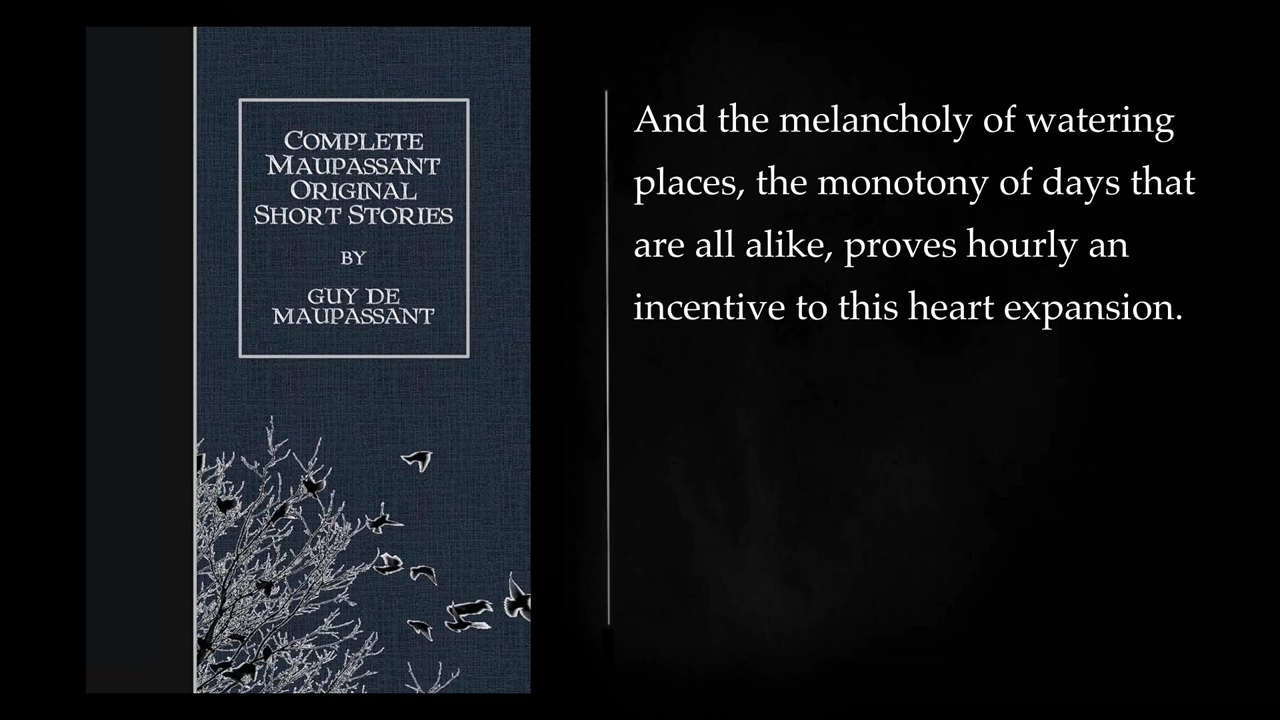 COMPLETE
MAUPASSANT
ORIGINAL
SHORT STORIES
BY
GUY DE
MAUPASSANT
And the melancholy of watering
places, the monotony of days that
are all alike, proves hourly an
incentive to this heart expansion.